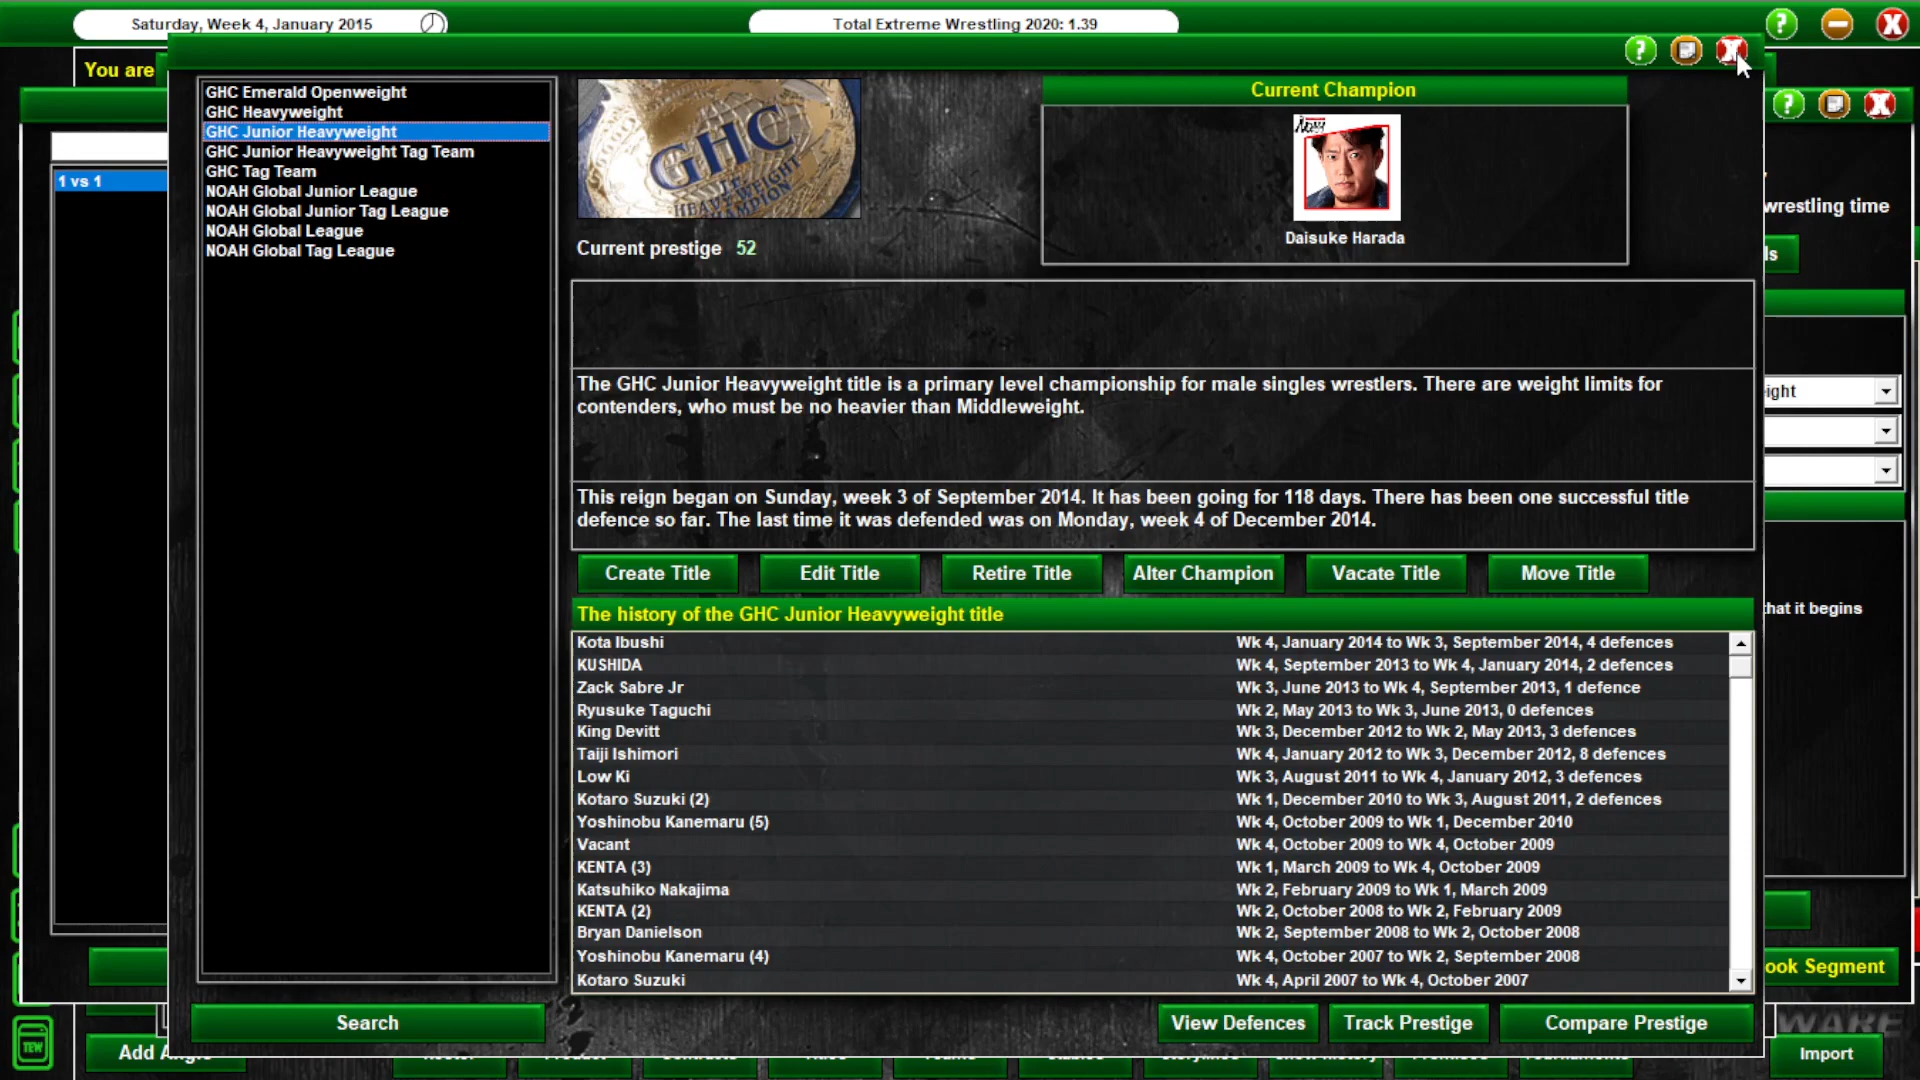 Saturday, Week 4, January 2015
Total Extreme Wrestling 2020: 1.39
You are
GHC Emerald Openweight
GHC Heavyweight
GHC Junior Heavyweight
GHC Junior Heavyweight Tag Team
GHC Tag Team
NOAH Global Junior League
NOAH Global Junior Tag League
NOAH Global League
NOAH Global Tag League
1 vs 1
GHC
JR. HEAVYWEIGHT
CHAMPION
Current prestige 52
Current Champion
NOAH
Daisuke Harada
wrestling time
ls
The GHC Junior Heavyweight title is a primary level championship for male singles wrestlers. There are weight limits for
contenders, who must be no heavier than Middleweight.
ight
This reign began on Sunday, week 3 of September 2014. It has been going for 118 days. There has been one successful title
defence so far. The last time it was defended was on Monday, week 4 of December 2014.
Create Title
Edit Title
Retire Title
Alter Champion
Vacate Title
Move Title
The history of the GHC Junior Heavyweight title
that it begins
Kota Ibushi Wk 4, January 2014 to Wk 3, September 2014, 4 defences
KUSHIDA Wk 4, September 2013 to Wk 4, January 2014, 2 defences
Zack Sabre Jr Wk 3, June 2013 to Wk 4, September 2013, 1 defence
Ryusuke Taguchi Wk 2, May 2013 to Wk 3, June 2013, 0 defences
King Devitt Wk 3, December 2012 to Wk 2, May 2013, 3 defences
Taiji Ishimori Wk 4, January 2012 to Wk 3, December 2012, 8 defences
Low Ki Wk 3, August 2011 to Wk 4, January 2012, 3 defences
Kotaro Suzuki (2) Wk 1, December 2010 to Wk 3, August 2011, 2 defences
Yoshinobu Kanemaru (5) Wk 4, October 2009 to Wk 1, December 2010
Vacant Wk 4, October 2009 to Wk 4, October 2009
KENTA (3) Wk 1, March 2009 to Wk 4, October 2009
Katsuhiko Nakajima Wk 2, February 2009 to Wk 1, March 2009
KENTA (2) Wk 2, October 2008 to Wk 2, February 2009
Bryan Danielson Wk 2, September 2008 to Wk 2, October 2008
Yoshinobu Kanemaru (4) Wk 4, October 2007 to Wk 2, September 2008
Kotaro Suzuki Wk 4, April 2007 to Wk 4, October 2007
ook Segment
Search
View Defences
Track Prestige
Compare Prestige
WARE
TEW
Add Angle
Import